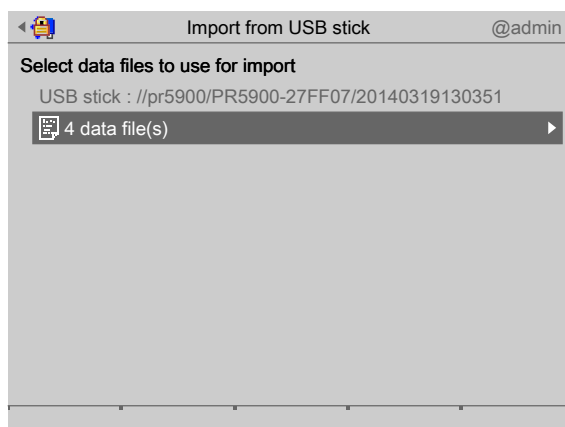 Import from USB stick @admin
Select data files to use for import
USB stick : //pr5900/PR5900-27FF07/20140319130351
4 data file(s)